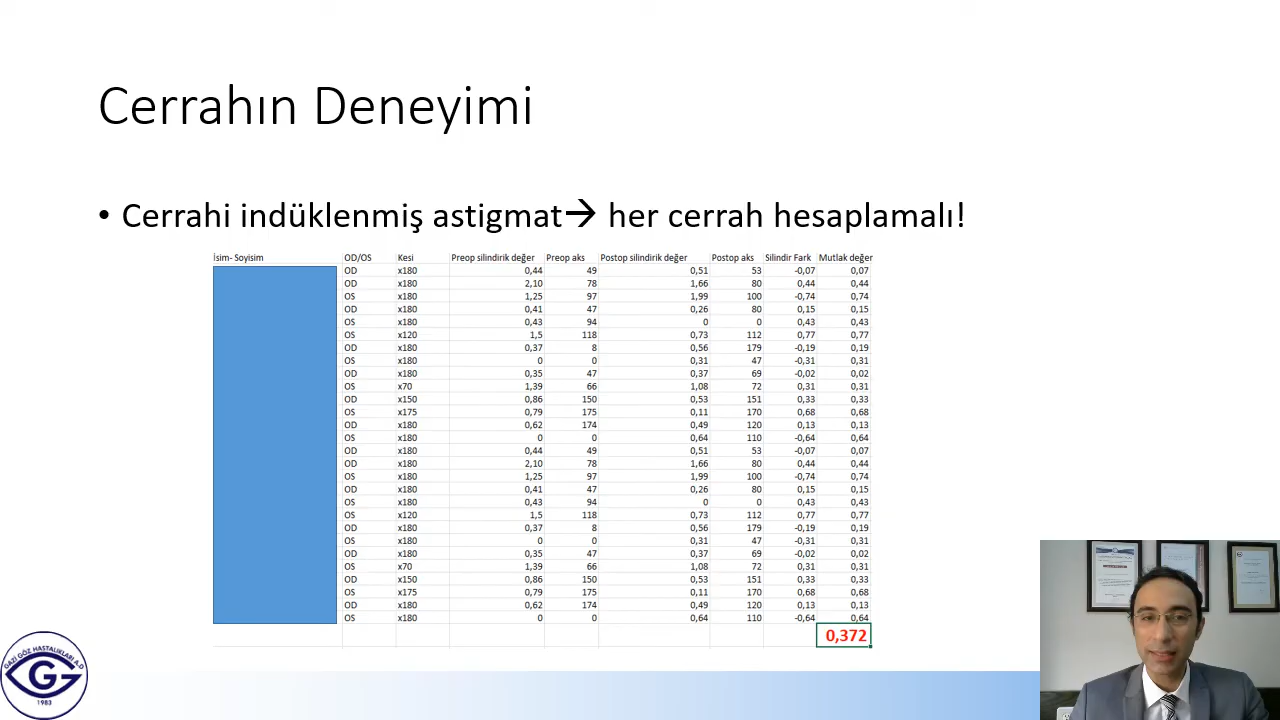 Cerrahın Deneyimi
• Cerrahi indüklenmiş astigmat→ her cerrah hesaplamalı!
İsim- Soyisim OD/OS Kesi Preop silindirik değer Preop aks Postop silindirik değer Postop aks Silindir Fark Mutlak değer
OD x180 0,44 49 0,51 53 -0,07 0,07
OD x180 2,10 78 1,66 80 0,44 0,44
OS x180 1,25 97 1,99 100 -0,74 0,74
OD x180 0,41 47 0,26 80 0,15 0,15
OS x180 0,43 94 0 0 0,43 0,43
OS x120 1,5 118 0,73 112 0,77 0,77
OD x180 0,37 8 0,56 179 -0,19 0,19
OS x180 0 0 0,31 47 -0,31 0,31
OD x180 0,35 47 0,37 69 -0,02 0,02
OS x70 1,39 66 1,08 72 0,31 0,31
OD x150 0,86 150 0,53 151 0,33 0,33
OS x175 0,79 175 0,11 170 0,68 0,68
OD x180 0,62 174 0,49 120 0,13 0,13
OS x180 0 0 0,64 110 -0,64 0,64
OD x180 0,44 49 0,51 53 -0,07 0,07
OD x180 2,10 78 1,66 80 0,44 0,44
OS x180 1,25 97 1,99 100 -0,74 0,74
OD x180 0,41 47 0,26 80 0,15 0,15
OS x180 0,43 94 0 0 0,43 0,43
OS x120 1,5 118 0,73 112 0,77 0,77
OD x180 0,37 8 0,56 179 -0,19 0,19
OS x180 0 0 0,31 47 -0,31 0,31
OD x180 0,35 47 0,37 69 -0,02 0,02
OS x70 1,39 66 1,08 72 0,31 0,31
OD x150 0,86 150 0,53 151 0,33 0,33
OS x175 0,79 175 0,11 170 0,68 0,68
OD x180 0,62 174 0,49 120 0,13 0,13
OS x180 0 0 0,64 110 -0,64 0,64
0,372
GAZİ GÖZ HASTALIKLARI A.D
G
1983